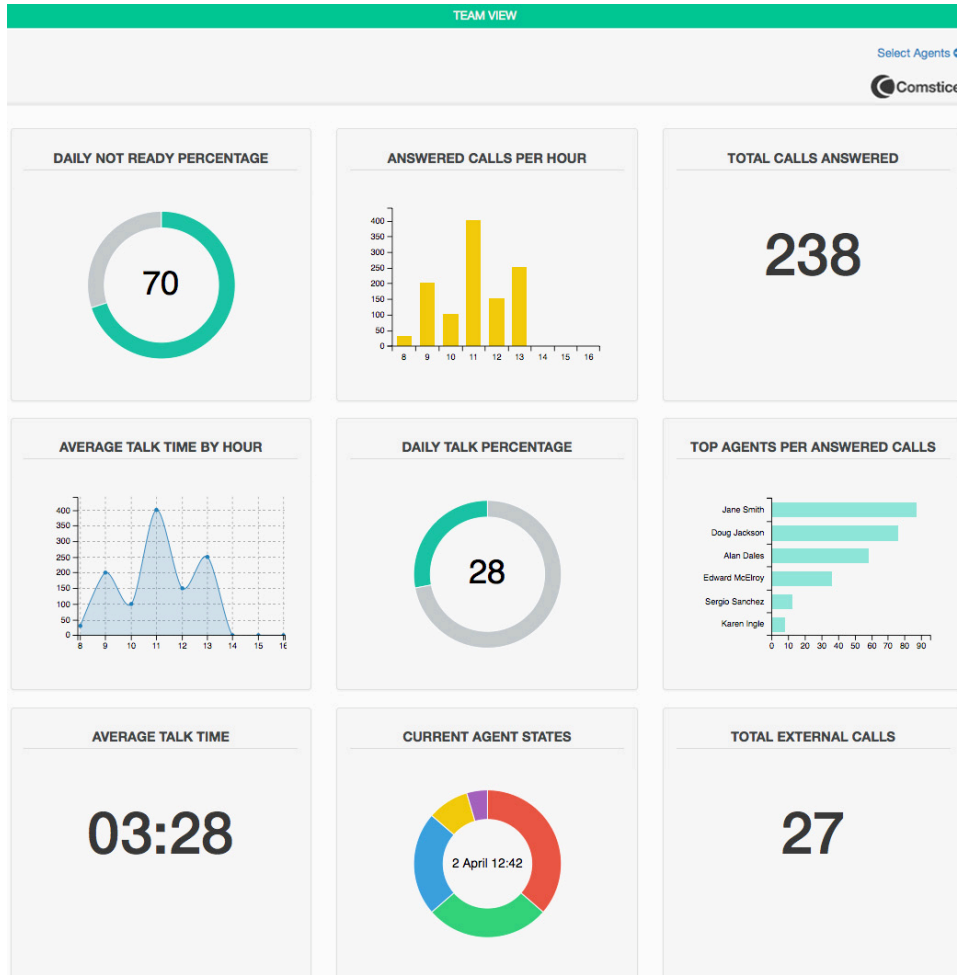 TEAM VIEW
Select Agents
Comstice
DAILY NOT READY PERCENTAGE
70
ANSWERED CALLS PER HOUR
400
350
300
250
200
150
100
50
0
8 9 10 11 12 13 14 15 16
TOTAL CALLS ANSWERED
238
AVERAGE TALK TIME BY HOUR
400
350
300
250
200
150
100
50
0
8 9 10 11 12 13 14 15 16
DAILY TALK PERCENTAGE
28
TOP AGENTS PER ANSWERED CALLS
Jane Smith
Doug Jackson
Alan Dales
Edward McElroy
Sergio Sanchez
Karen Ingle
0 10 20 30 40 50 60 70 80 90
AVERAGE TALK TIME
03:28
CURRENT AGENT STATES
2 April 12:42
TOTAL EXTERNAL CALLS
27